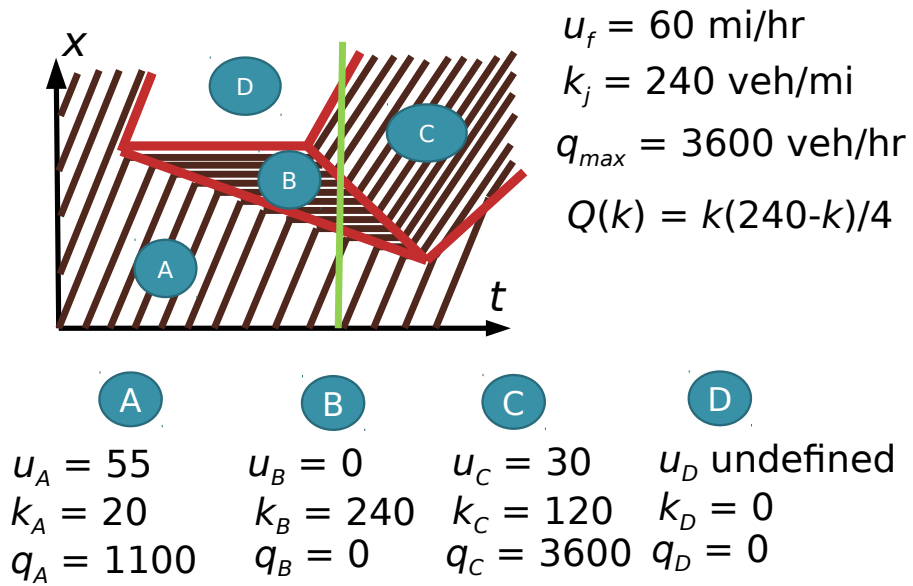 x
D
C
B
A
t
u_f = 60 mi/hr
k_j = 240 veh/mi
q_max = 3600 veh/hr
Q(k) = k(240-k)/4
A
B
C
D
u_A = 55
k_A = 20
q_A = 1100
u_B = 0
k_B = 240
q_B = 0
u_C = 30
k_C = 120
q_C = 3600
u_D undefined
k_D = 0
q_D = 0